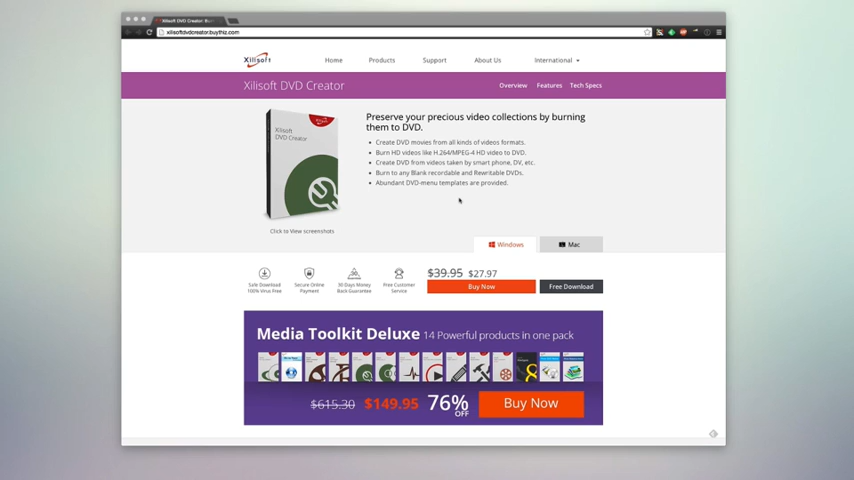 Xilisoft DVD Creator- Buy
xilisoftdvdcreator.buythiz.com
Xilisoft
Home Products Support About Us International
Xilisoft DVD Creator
Overview Features Tech Specs
Xilisoft
DVD Creator
Click to View screenshots
Preserve your precious video collections by burning
them to DVD.
Create DVD movies from all kinds of videos formats.
Burn HD videos like H.264/MPEG-4 HD video to DVD.
Create DVD from videos taken by smart phone, DV, etc.
Burn to any Blank recordable and Rewritable DVDs.
Abundant DVD-menu templates are provided.
Windows Mac
Safe Download
100% Virus Free
Secure Online
Payment
30 Days Money
Back Guarantee
Free Customer
Service
$39.95 $27.97
Buy Now Free Download
Media Toolkit Deluxe 14 Powerful products in one pack
$615.30 $149.95 76% OFF Buy Now